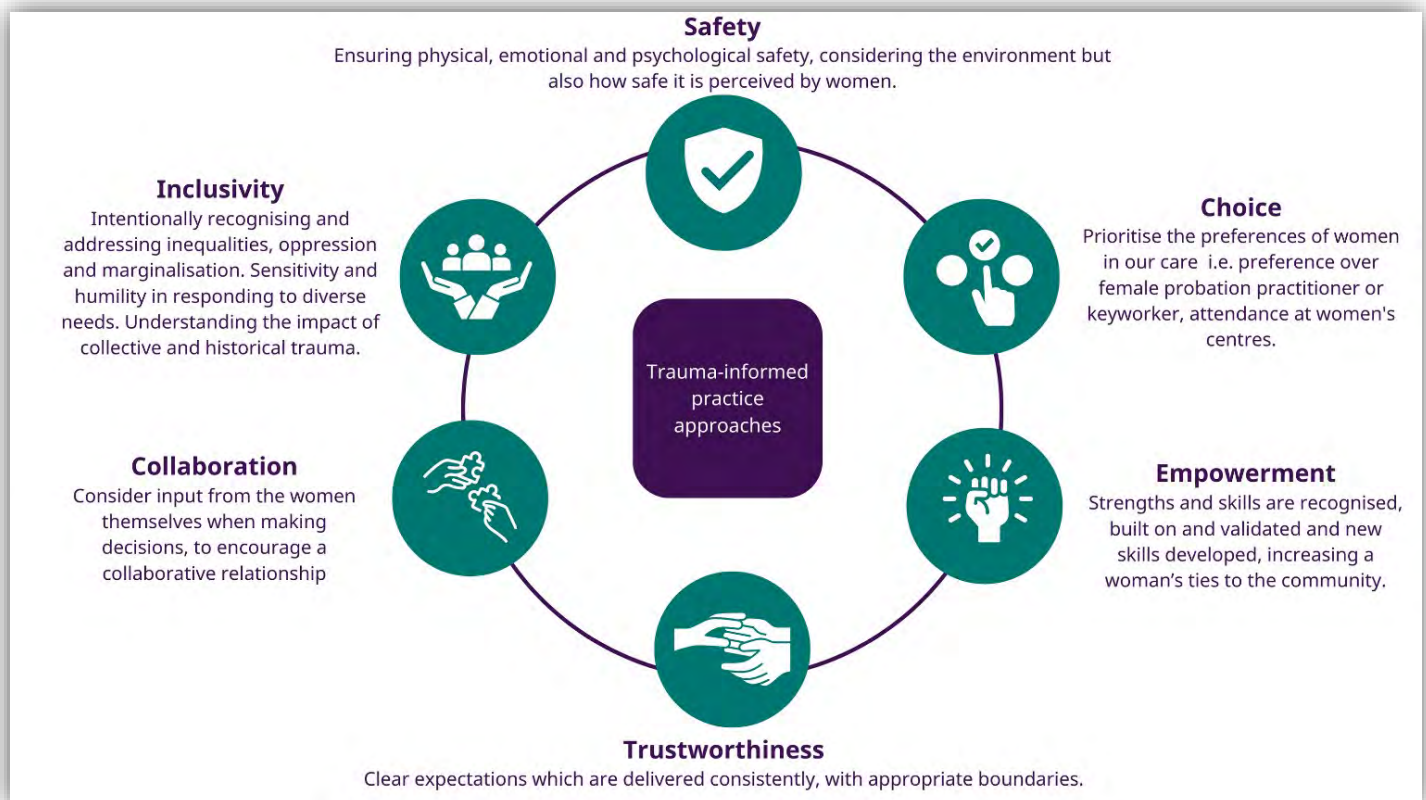 Safety
Ensuring physical, emotional and psychological safety, considering the environment but
also how safe it is perceived by women.
Inclusivity
Intentionally recognising and
addressing inequalities, oppression
and marginalisation. Sensitivity and
humility in responding to diverse
needs. Understanding the impact of
collective and historical trauma.
Choice
Prioritise the preferences of women
in our care  i.e. preference over
female probation practitioner or
keyworker, attendance at women's
centres.
Trauma-informed
practice
approaches
Collaboration
Consider input from the women
themselves when making
decisions, to encourage a
collaborative relationship
Empowerment
Strengths and skills are recognised,
built on and validated and new
skills developed, increasing a
woman’s ties to the community.
Trustworthiness
Clear expectations which are delivered consistently, with appropriate boundaries.